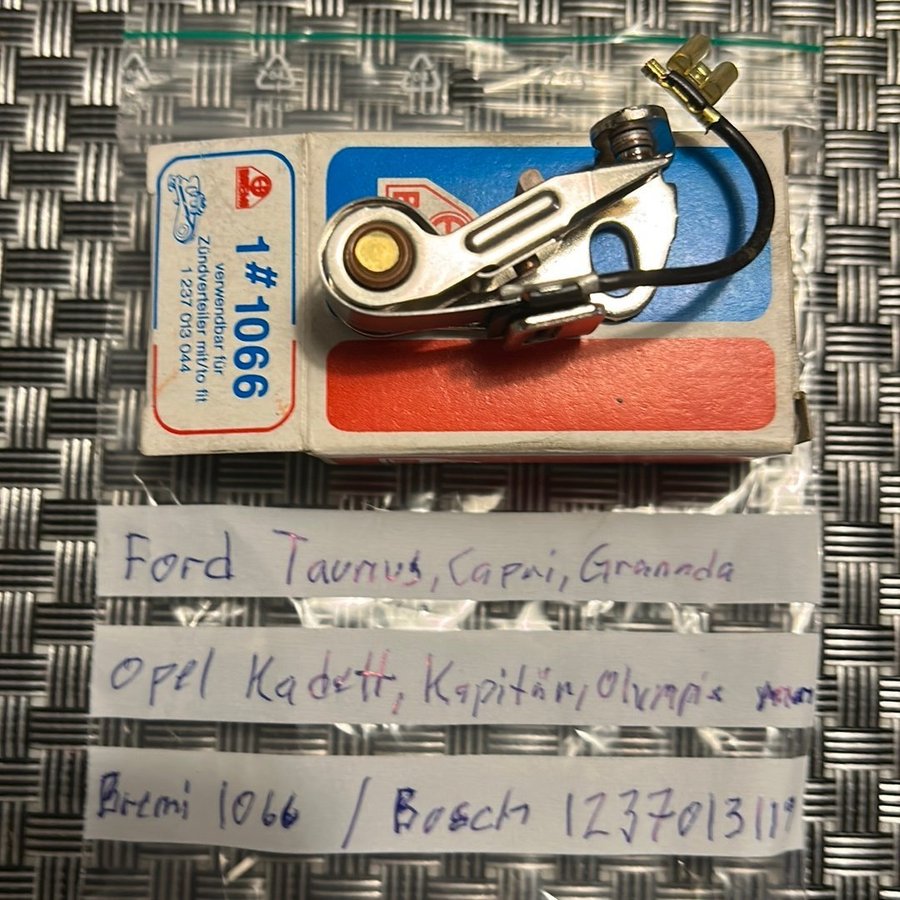 1#1066
verwendbar für
Zündverteiler mit/to fit
1 237 013 044
Ford Taunus, Capri, Grannda
Opel Kadett, Kapitän, Olympia
Bremi 1066 / Bosch 1237013119